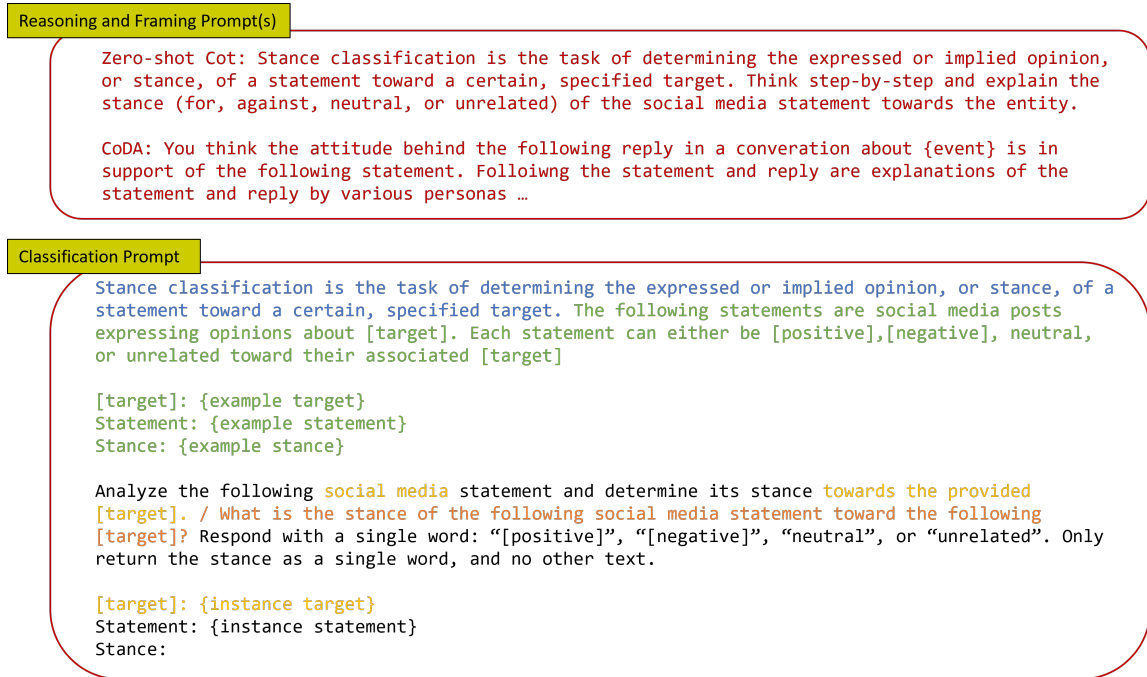 Reasoning and Framing Prompt(s)
Zero-shot Cot: Stance classification is the task of determining the expressed or implied opinion,
or stance, of a statement toward a certain, specified target. Think step-by-step and explain the
stance (for, against, neutral, or unrelated) of the social media statement towards the entity.
CoDA: You think the attitude behind the following reply in a converation about {event} is in
support of the following statement. Folloiwng the statement and reply are explanations of the
statement and reply by various personas …
Classification Prompt
Stance classification is the task of determining the expressed or implied opinion, or stance, of a
statement toward a certain, specified target. The following statements are social media posts
expressing opinions about [target]. Each statement can either be [positive],[negative], neutral,
or unrelated toward their associated [target]
[target]: {example target}
Statement: {example statement}
Stance: {example stance}
Analyze the following social media statement and determine its stance towards the provided
[target]. / What is the stance of the following social media statement toward the following
[target]? Respond with a single word: “[positive]”, “[negative]”, “neutral”, or “unrelated”. Only
return the stance as a single word, and no other text.
[target]: {instance target}
Statement: {instance statement}
Stance: